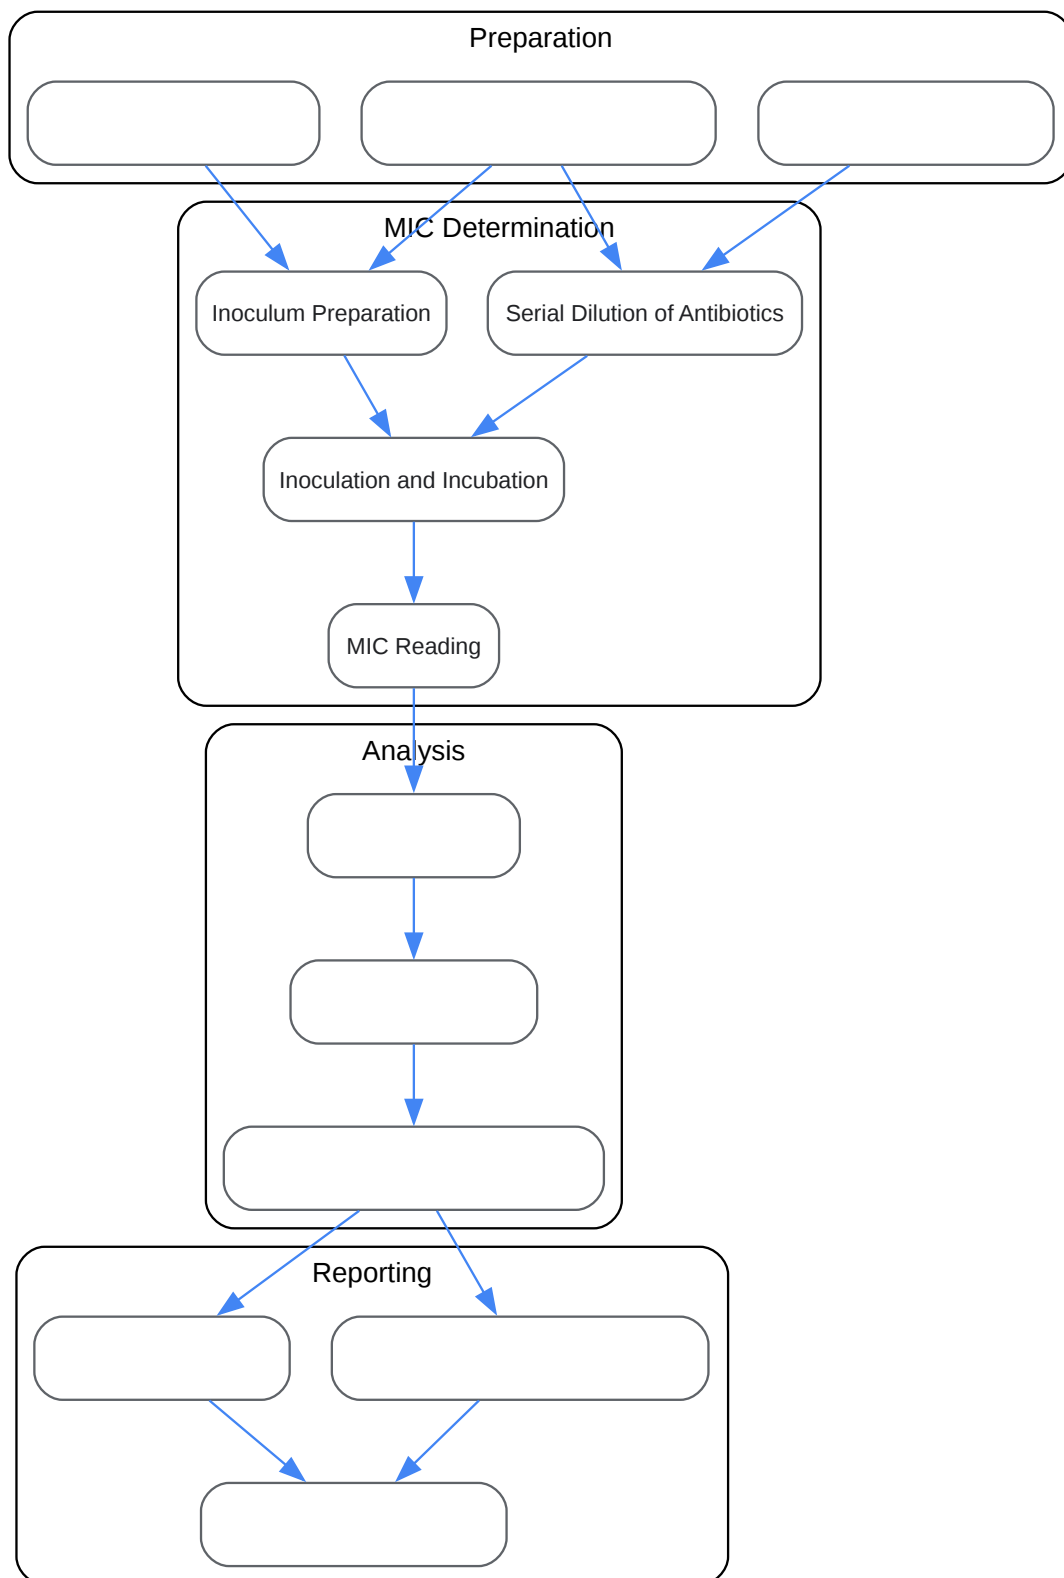 Preparation
MIC Determination
Inoculum Preparation
Serial Dilution of Antibiotics
Inoculation and Incubation
MIC Reading
Analysis
Reporting